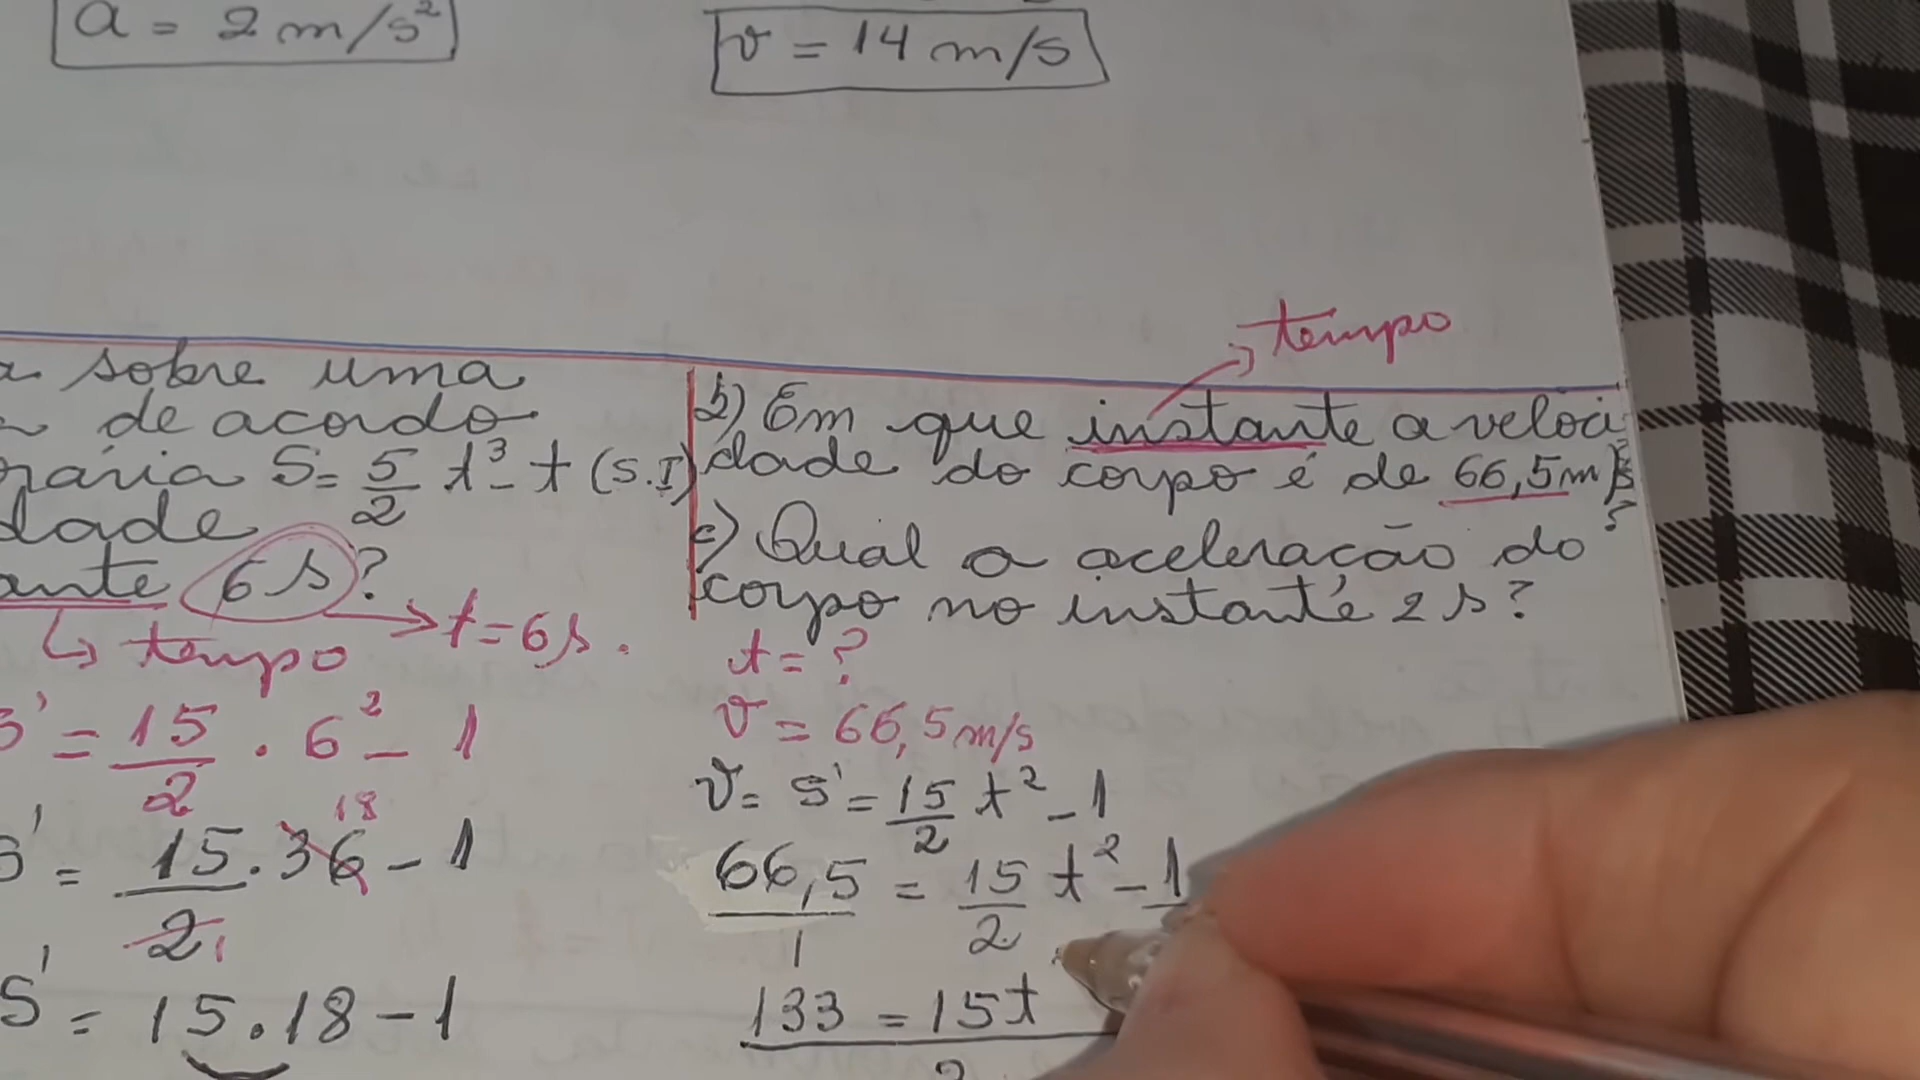 a = 2 m/s²
v = 14 m/s
tempo
sobre uma
de acordo
S = 5/2 t³ - t (S.I)
dade
ante 6 s?
↳ tempo → t = 6 s.
S' = 15/2 . 6² - 1
S' = 15 . 36 - 1
18
2 1
S' = 15 . 18 - 1
b) Em que instante a veloci
dade do corpo é de 66,5 m/s
?
c) Qual a aceleração do
corpo no instante 2 s?
t = ?
v = 66,5 m/s
v = S' = 15/2 t² - 1
66,5/1 = 15/2 t² - 1
133 = 15t
2